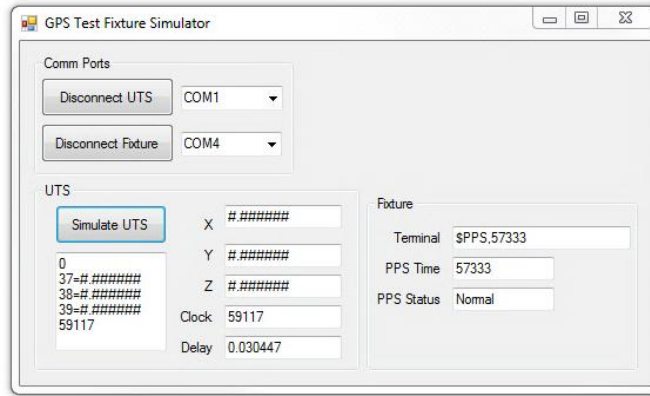 GPS Test Fixture Simulator
Comm Ports
Disconnect UTS COM1
Disconnect Fixture COM4
UTS
Simulate UTS
0
37=#.######
38=#.######
39=#.######
59117
X #.######
Y #.######
Z #.######
Clock 59117
Delay 0.030447
Fixture
Terminal $PPS,57333
PPS Time 57333
PPS Status Normal